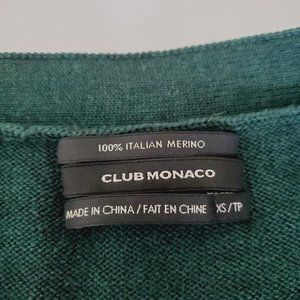 100% ITALIAN MERINO
CLUB MONACO
MADE IN CHINA / FAIT EN CHINE XS/TP